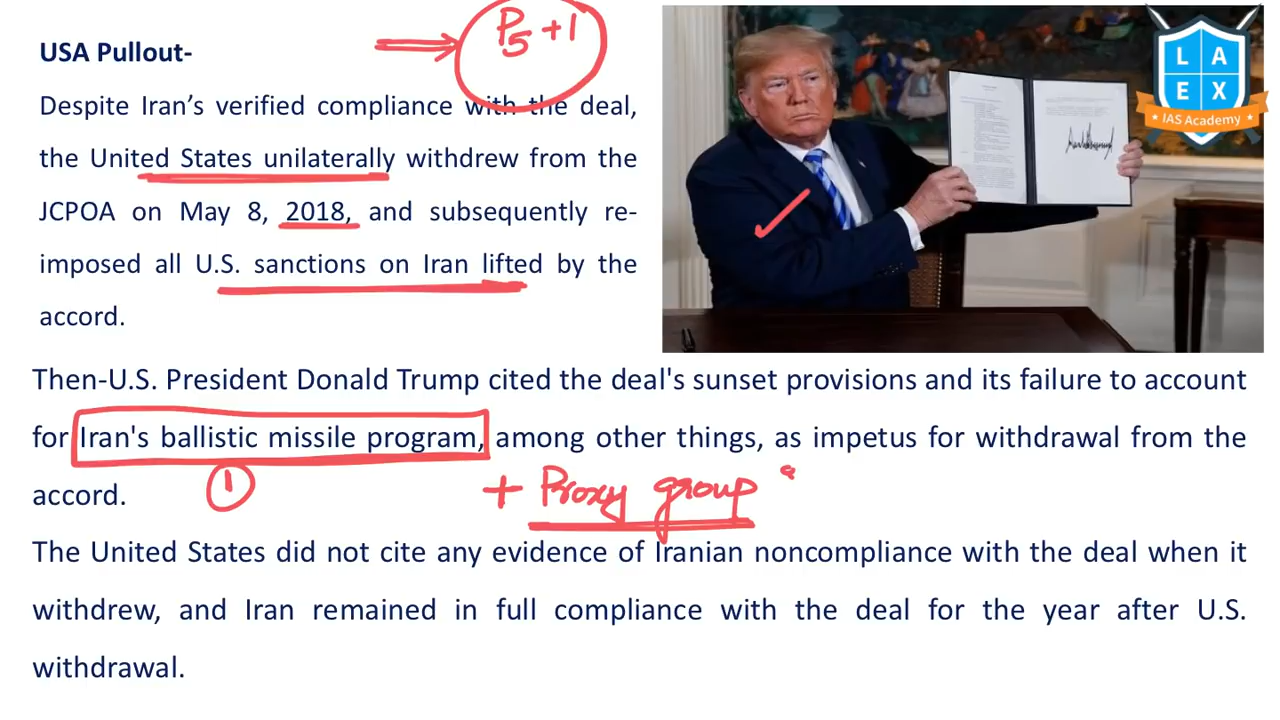 P5+1
USA Pullout-
Despite Iran’s verified compliance with the deal,
the United States unilaterally withdrew from the
JCPOA on May 8, 2018, and subsequently re-
imposed all U.S. sanctions on Iran lifted by the
accord.
L A
E X
IAS Academy
Then-U.S. President Donald Trump cited the deal's sunset provisions and its failure to account
for Iran's ballistic missile program, among other things, as impetus for withdrawal from the
accord.
1
+ Proxy group
The United States did not cite any evidence of Iranian noncompliance with the deal when it
withdrew, and Iran remained in full compliance with the deal for the year after U.S.
withdrawal.